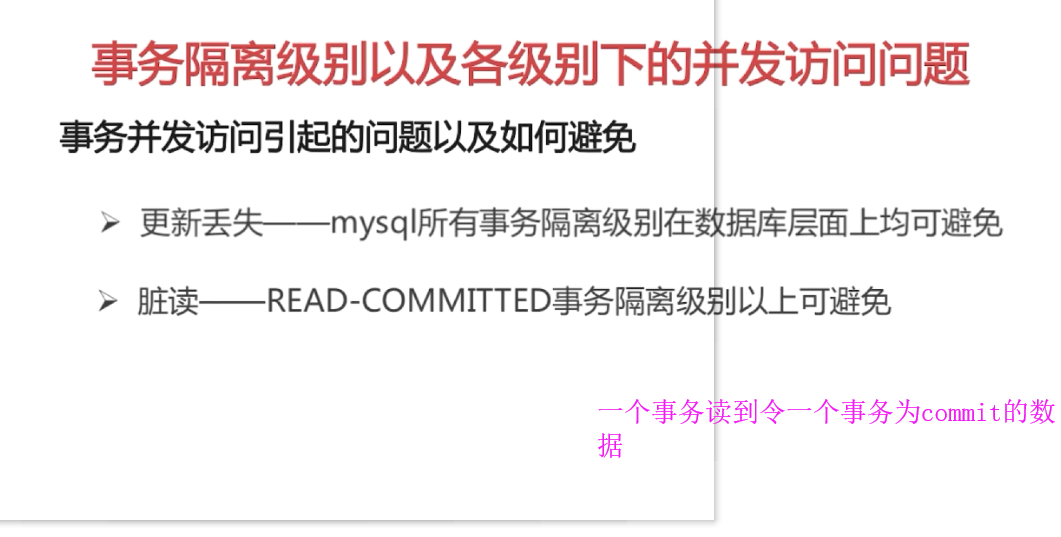 事务隔离级别以及各级别下的并发访问问题
事务并发访问引起的问题以及如何避免
➢ 更新丢失——mysql所有事务隔离级别在数据库层面上均可避免
➢ 脏读——READ-COMMITTED事务隔离级别以上可避免
一个事务读到令一个事务为commit的数
据